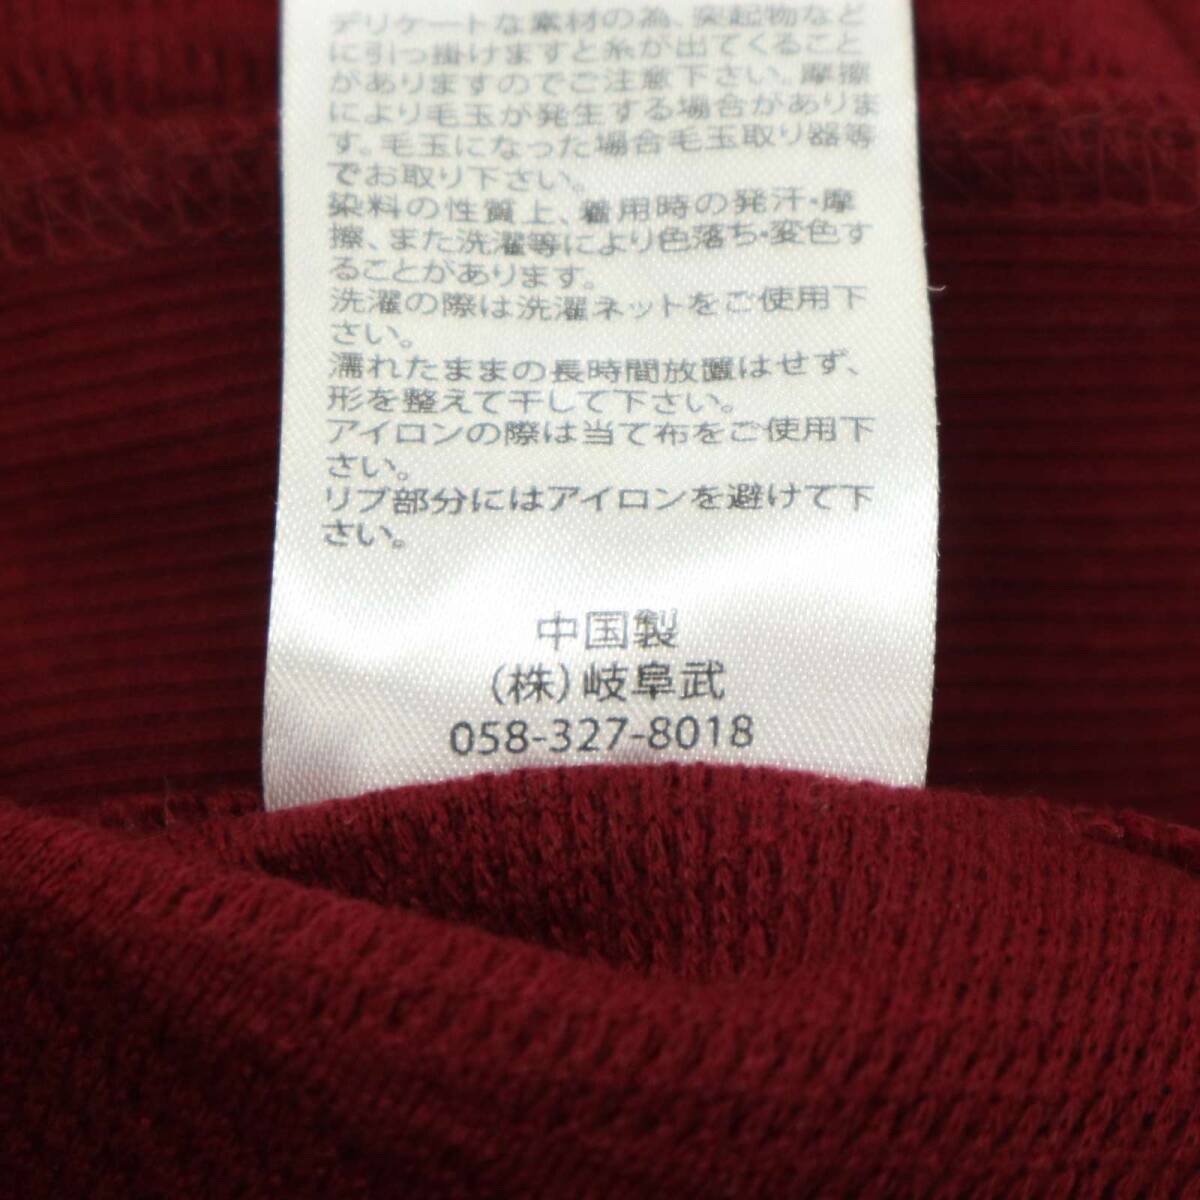 デリケートな素材の為、突起物など
に引っ掛けますと糸が出てくること
がありますのでご注意下さい。摩擦
により毛玉が発生する場合がありま
す。毛玉になった場合毛玉取り器等
でお取り下さい。
染料の性質上、着用時の発汗・摩
擦、また洗濯等により色落ち・変色す
ることがあります。
洗濯の際は洗濯ネットをご使用下
さい。
濡れたままの長時間放置はせず、
形を整えて干して下さい。
アイロンの際は当て布をご使用下
さい。
リブ部分にはアイロンを避けて下
さい。
中国製
(株)岐阜武
058-327-8018